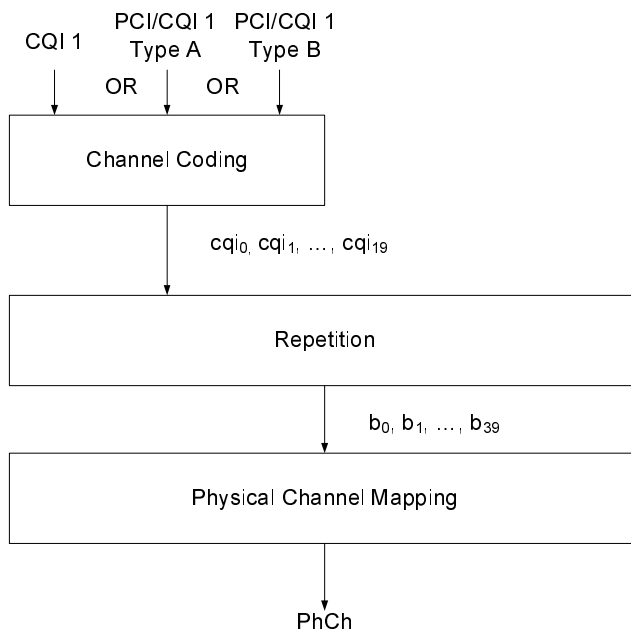 CQI 1
PCI/CQI 1
Type A
PCI/CQI 1
Type B
OR
OR
Channel Coding
cqi₀, cqi₁, …, cqi₁₉
Repetition
b₀, b₁, …, b₃₉
Physical Channel Mapping
PhCh